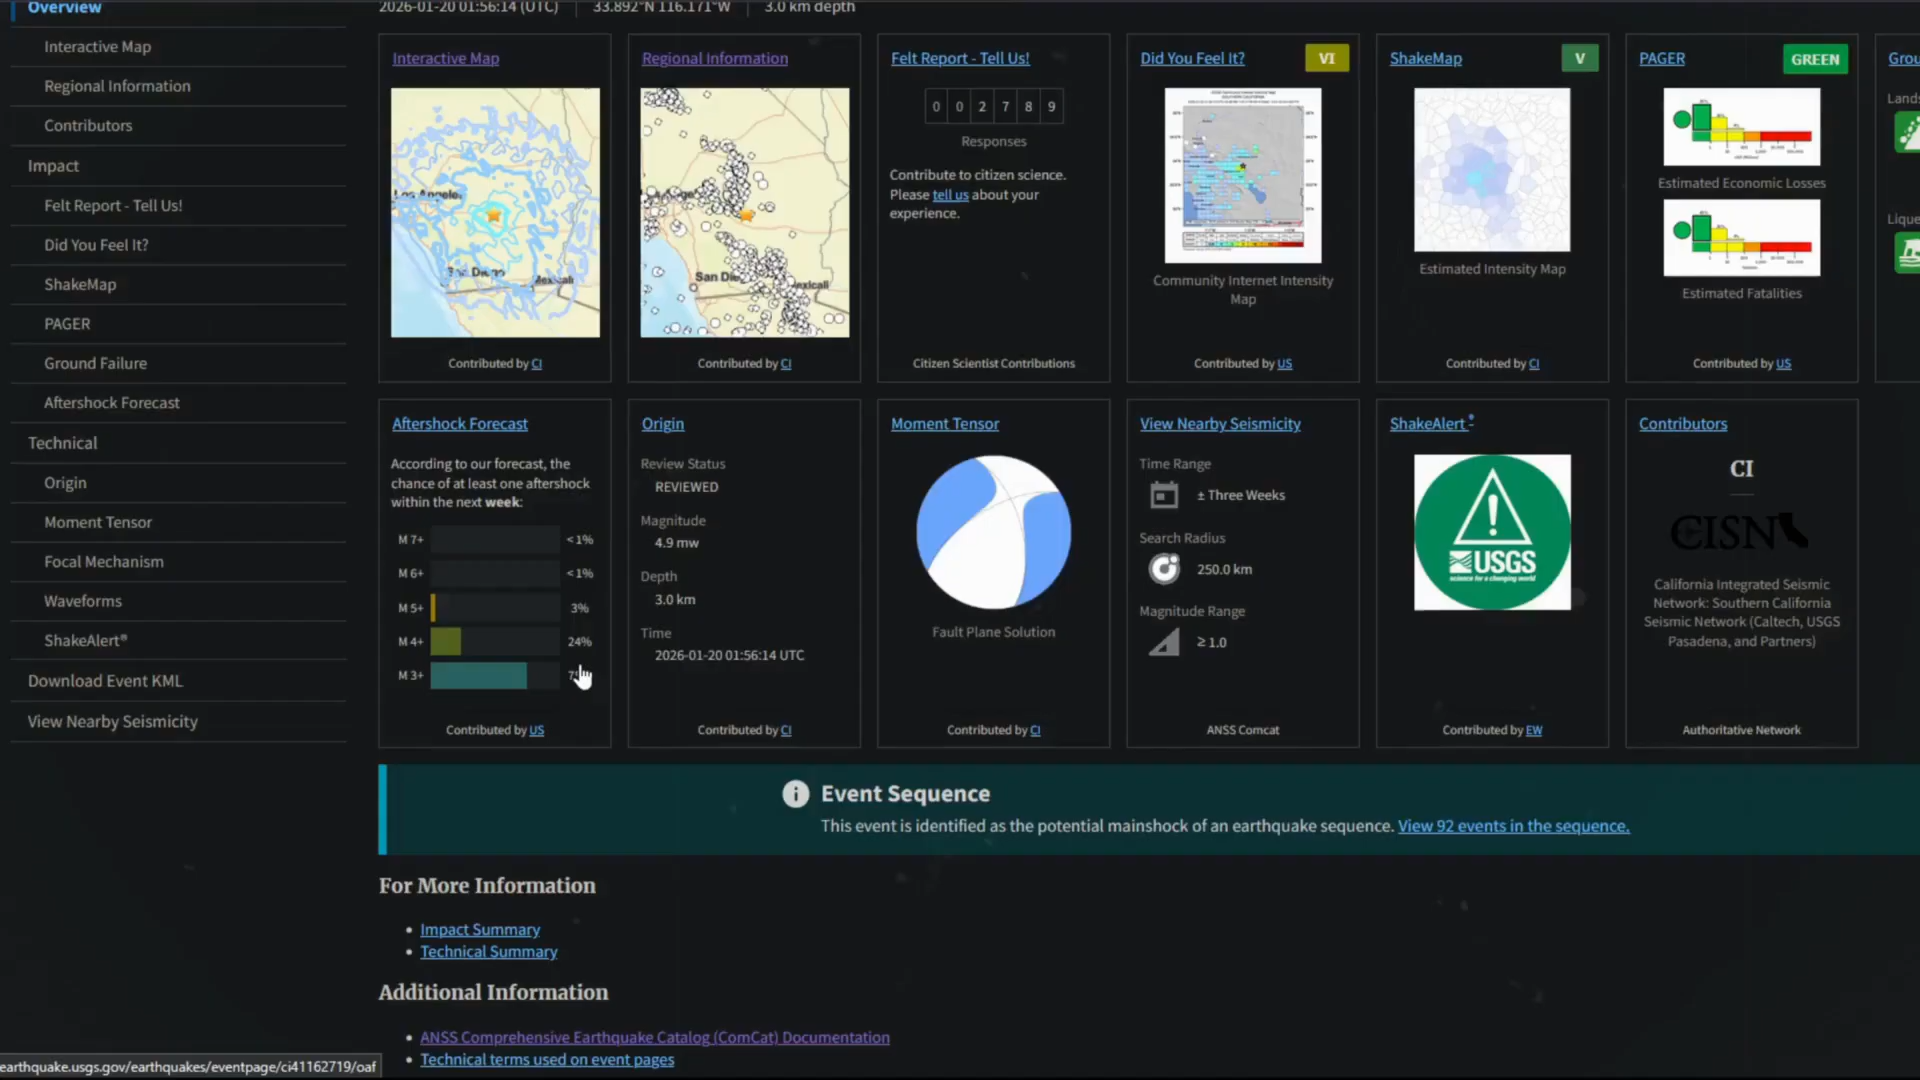 Overview
Interactive Map
Regional Information
Contributors
Impact
Felt Report - Tell Us!
Did You Feel It?
ShakeMap
PAGER
Ground Failure
Aftershock Forecast
Technical
Origin
Moment Tensor
Focal Mechanism
Waveforms
ShakeAlert®
Download Event KML
View Nearby Seismicity
2026-01-20 01:56:14 (UTC)
33.892°N 116.171°W
3.0 km depth
Interactive Map
Los Angeles
San Diego
Mexicali
Contributed by CI
Regional Information
Contributed by CI
Felt Report - Tell Us!
0 0 2 7 8 9
Responses
Contribute to citizen science.
Please tell us about your
experience.
Citizen Scientist Contributions
Did You Feel It?
VI
Community Internet Intensity
Map
Contributed by US
ShakeMap
V
Estimated Intensity Map
Contributed by CI
PAGER
GREEN
Estimated Economic Losses
Estimated Fatalities
Contributed by US
Aftershock Forecast
According to our forecast, the
chance of at least one aftershock
within the next week:
M 7+ <1%
M 6+ <1%
M 5+ 3%
M 4+ 24%
M 3+
Contributed by US
Origin
Review Status
REVIEWED
Magnitude
4.9 mw
Depth
3.0 km
Time
2026-01-20 01:56:14 UTC
Contributed by CI
Moment Tensor
Fault Plane Solution
Contributed by CI
View Nearby Seismicity
Time Range
± Three Weeks
Search Radius
250.0 km
Magnitude Range
≥ 1.0
ANSS Comcat
ShakeAlert®
USGS
science for a changing world
Contributed by EW
Contributors
CI
CISN
California Integrated Seismic
Network: Southern California
Seismic Network (Caltech, USGS
Pasadena, and Partners)
Authoritative Network
Event Sequence
This event is identified as the potential mainshock of an earthquake sequence. View 92 events in the sequence.
For More Information
• Impact Summary
• Technical Summary
Additional Information
• ANSS Comprehensive Earthquake Catalog (ComCat) Documentation
• Technical terms used on event pages
earthquake.usgs.gov/earthquakes/eventpage/ci41162719/oaf